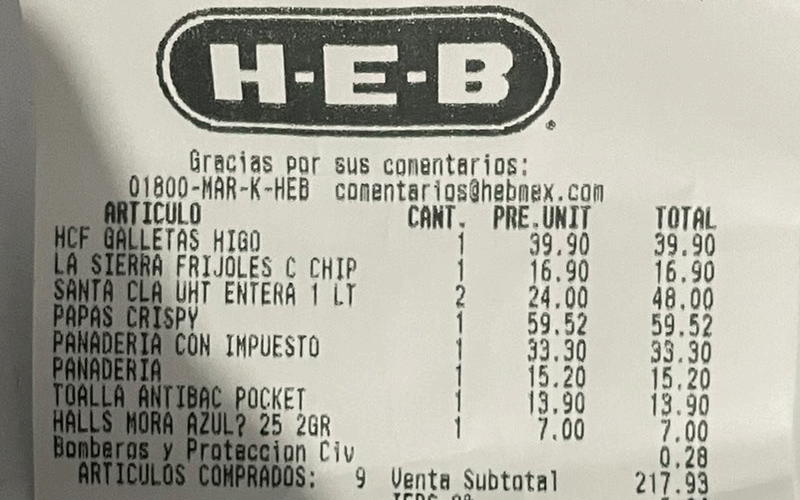 H-E-B
Gracias por sus comentarios:
01800-MAR-K-HEB comentarios@hebmex.com
ARTICULO CANT. PRE.UNIT TOTAL
HCF GALLETAS HIGO 1 39.90 39.90
LA SIERRA FRIJOLES C CHIP 1 16.90 16.90
SANTA CLA UHT ENTERA 1 LT 2 24.00 48.00
PAPAS CRISPY 1 59.52 59.52
PANADERIA CON IMPUESTO 1 33.30 33.30
PANADERIA 1 15.20 15.20
TOALLA ANTIBAC POCKET 1 13.90 13.90
HALLS MORA AZUL? 25 2GR 1 7.00 7.00
Bomberos y Proteccion Civ 0.28
ARTICULOS COMPRADOS: 9 Venta Subtotal 217.93